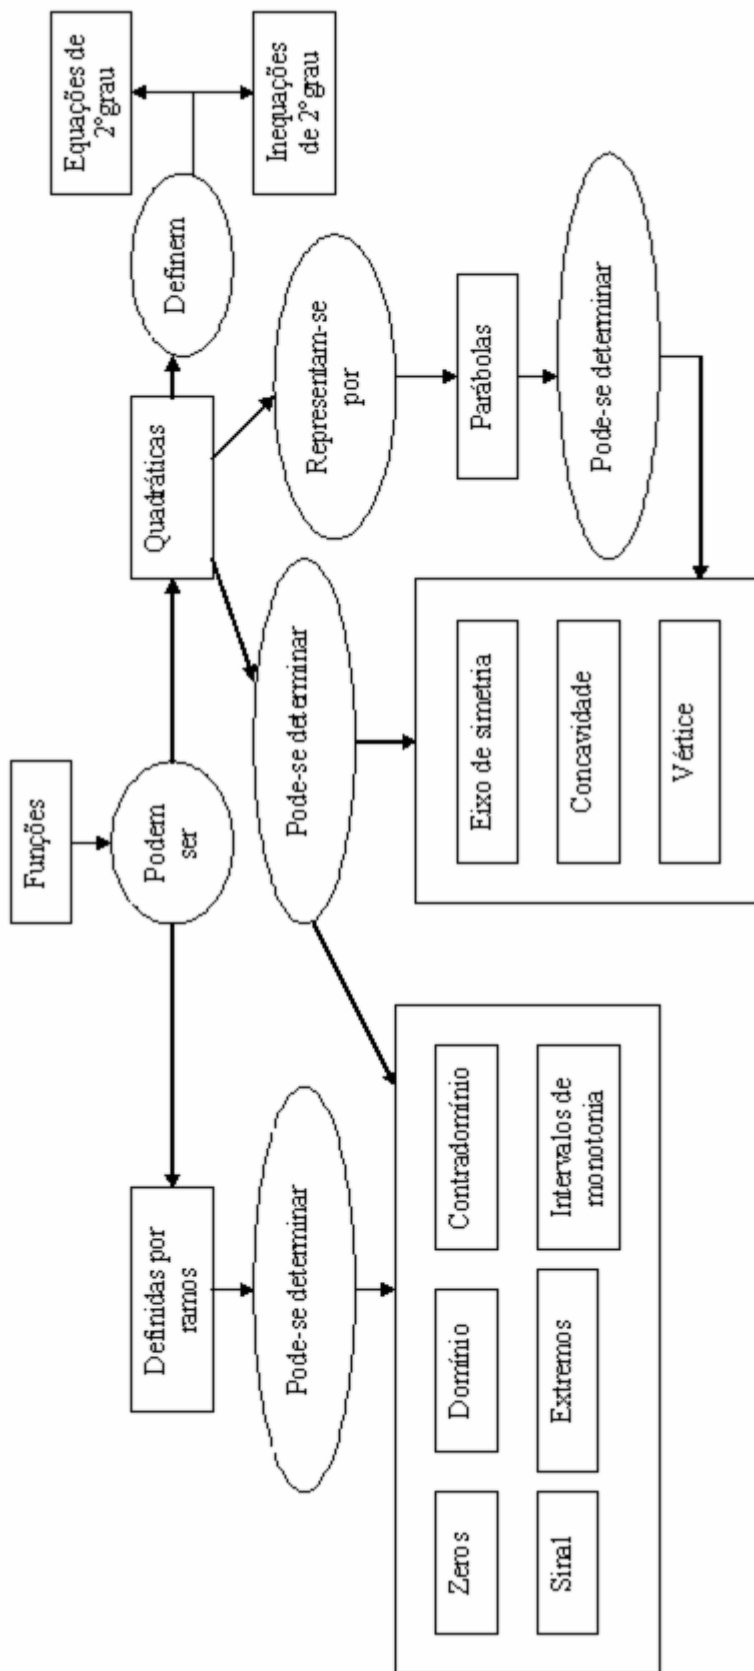 Funções
Podem
ser
Definidas por
ramos
Quadráticas
Definem
Equações de
2°grau
Inequações
de 2°grau
Pode-se determinar
Pode-se determinar
Representam-se
por
Parábolas
Pode-se determinar
Zeros
Domínio
Contradomínio
Sinal
Extremos
Intervalos de
monotonia
Eixo de simetria
Concavidade
Vértice